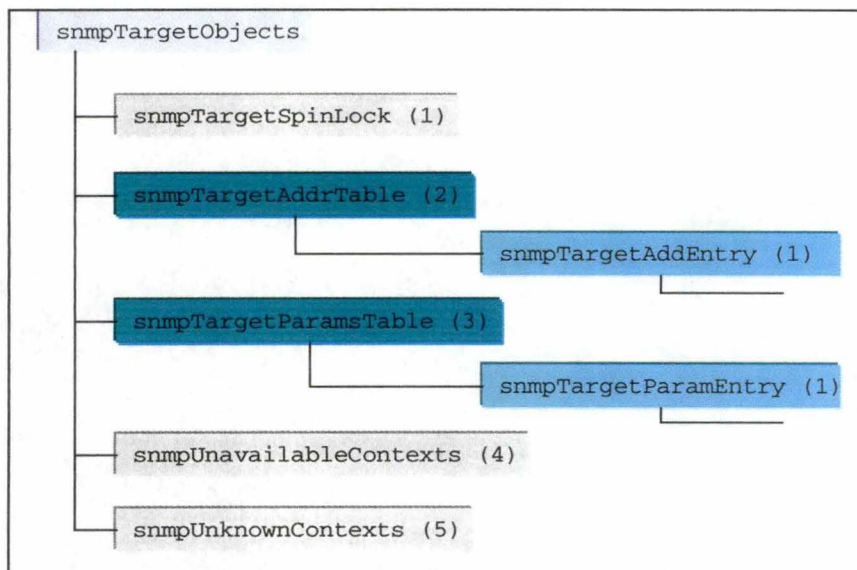 snmpTargetObjects
snmpTargetSpinLock (1)
snmpTargetAddrTable (2)
snmpTargetAddEntry (1)
snmpTargetParamsTable (3)
snmpTargetParamEntry (1)
snmpUnavailableContexts (4)
snmpUnknownContexts (5)